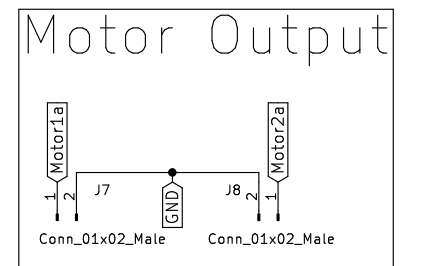 Motor Output
Motor1a
Motor2a
1
2
J7
GND
J8
2
1
Conn_01x02_Male
Conn_01x02_Male